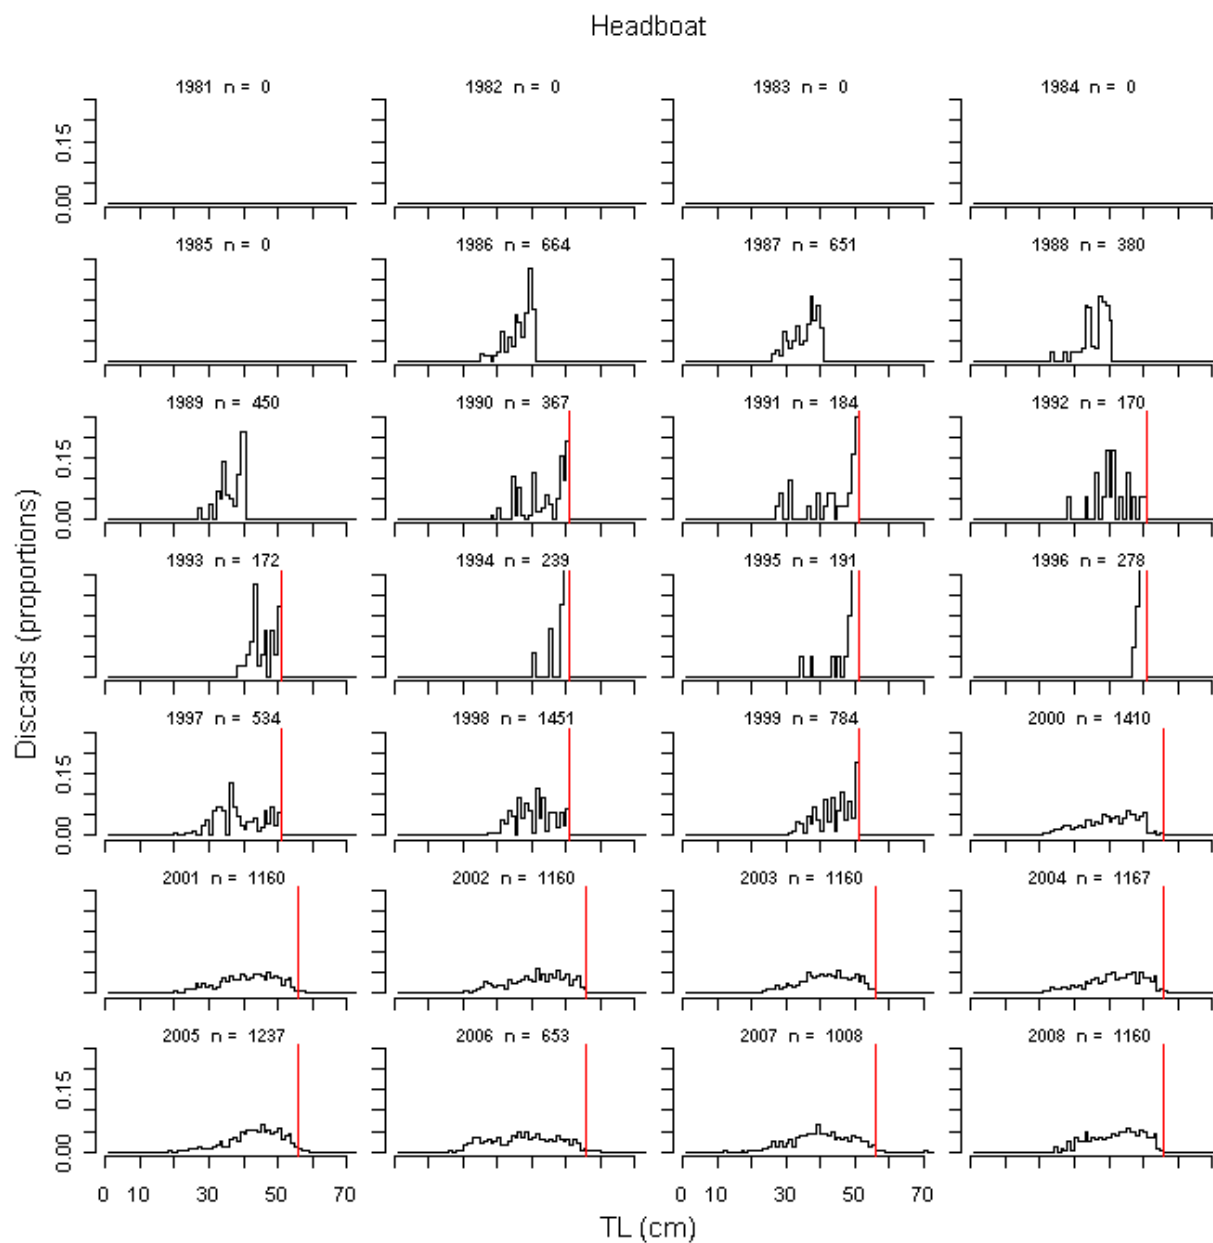 Headboat
1981 n = 0
1982 n = 0
1983 n = 0
1984 n = 0
0.15
0.00
1985 n = 0
1986 n = 664
1987 n = 651
1988 n = 380
1989 n = 450
1990 n = 367
1991 n = 184
1992 n = 170
0.15
0.00
1993 n = 172
1994 n = 239
1995 n = 191
1996 n = 278
Discards (proportions)
1997 n = 534
1998 n = 1451
1999 n = 784
2000 n = 1410
0.15
0.00
2001 n = 1160
2002 n = 1160
2003 n = 1160
2004 n = 1167
2005 n = 1237
2006 n = 653
2007 n = 1008
2008 n = 1160
0.15
0.00
0 10 30 50 70
0 10 30 50 70
TL (cm)